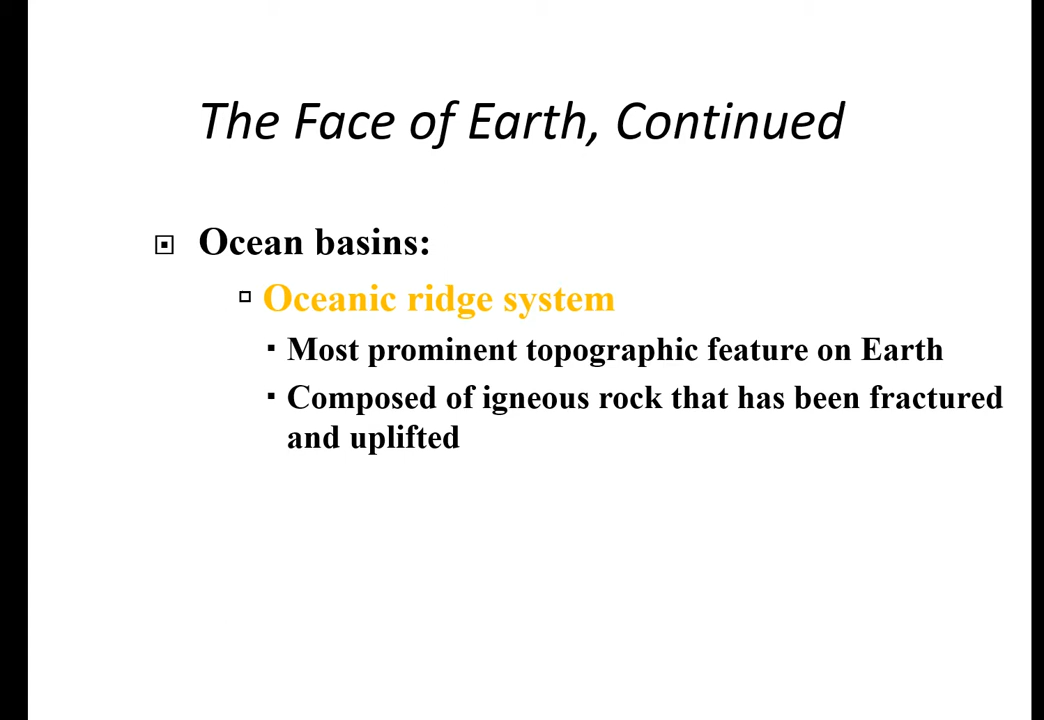 The Face of Earth, Continued
Ocean basins:
Oceanic ridge system
Most prominent topographic feature on Earth
Composed of igneous rock that has been fractured
and uplifted